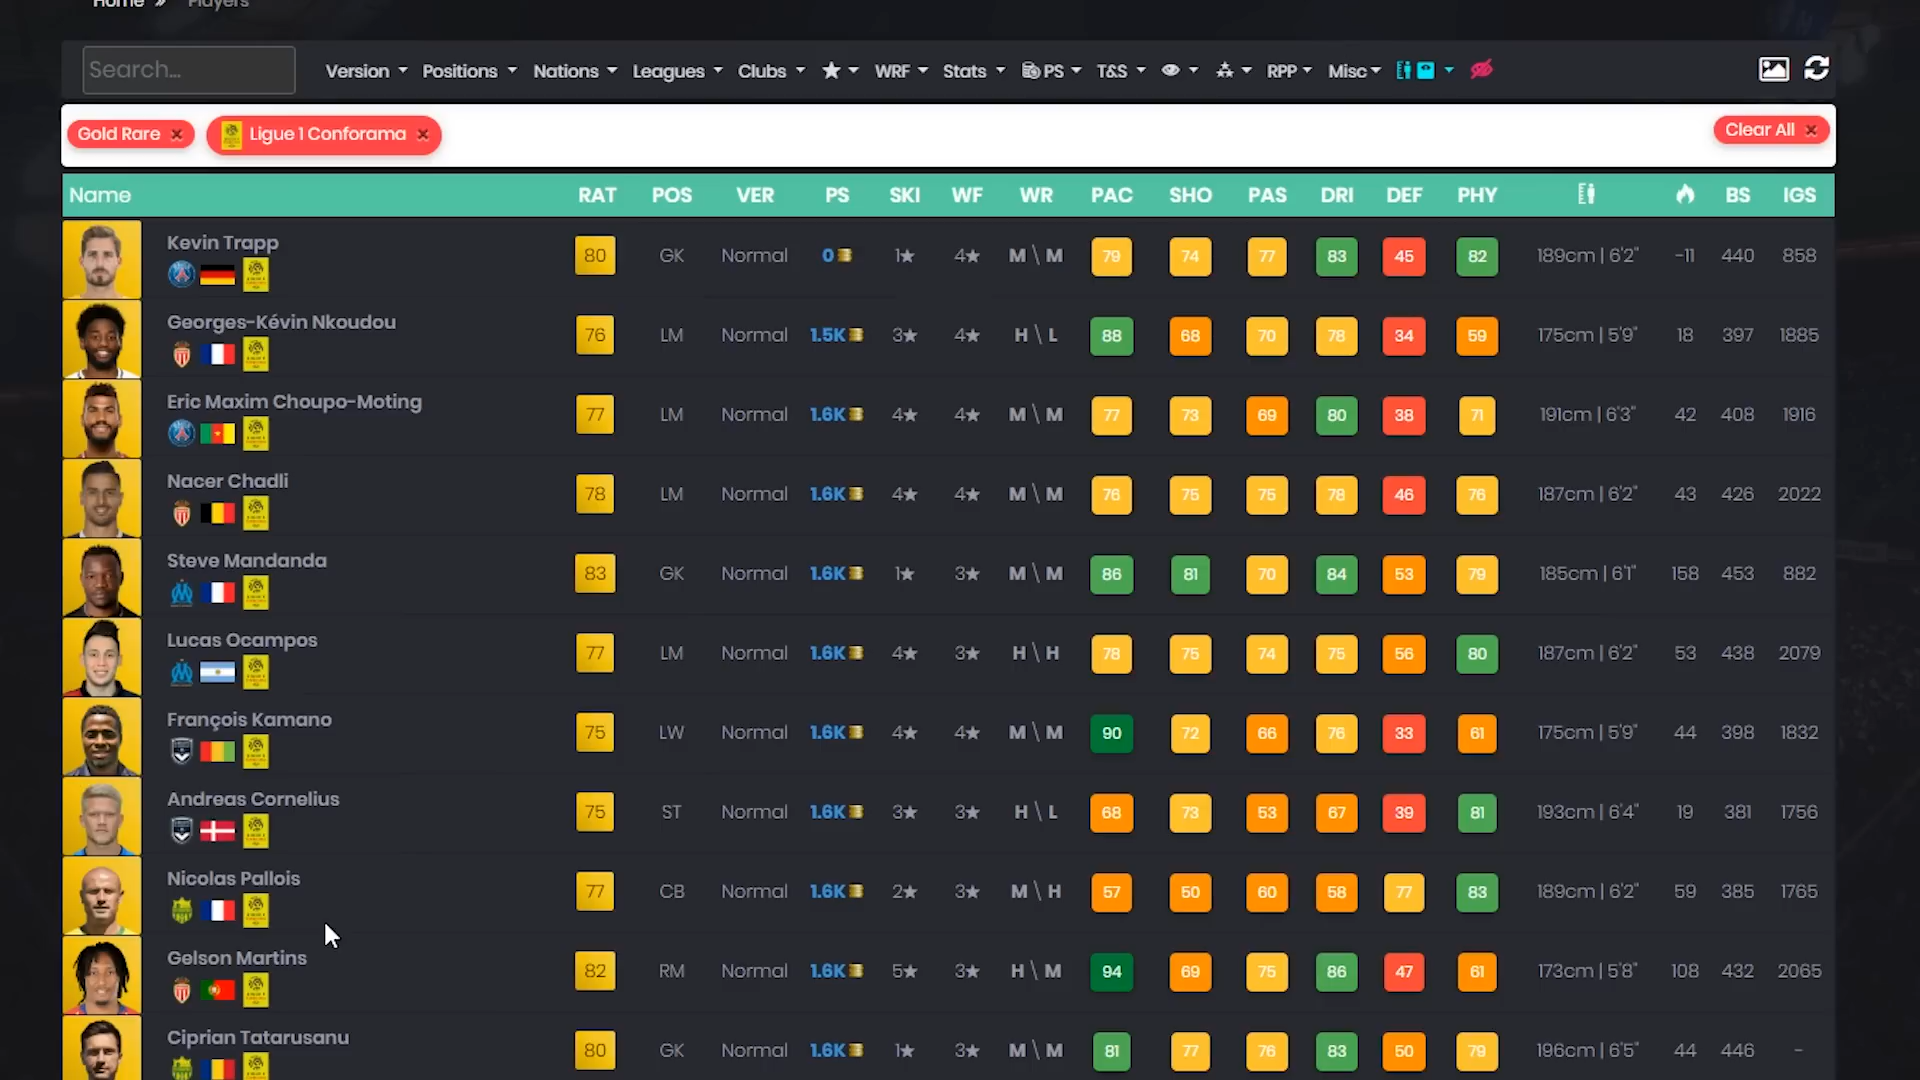 Home » Players
Search...
Version Positions Nations Leagues Clubs ★ WRF Stats PS T&S RPP Misc
Gold Rare × Ligue 1 Conforama × Clear All ×
Name RAT POS VER PS SKI WF WR PAC SHO PAS DRI DEF PHY BS IGS
Kevin Trapp 80 GK Normal 0 1★ 4★ M \ M 79 74 77 83 45 82 189cm | 6'2" -11 440 858
Georges-Kévin Nkoudou 76 LM Normal 1.5K 3★ 4★ H \ L 88 68 70 78 34 59 175cm | 5'9" 18 397 1885
Eric Maxim Choupo-Moting 77 LM Normal 1.6K 4★ 4★ M \ M 77 73 69 80 38 71 191cm | 6'3" 42 408 1916
Nacer Chadli 78 LM Normal 1.6K 4★ 4★ M \ M 76 75 75 78 46 76 187cm | 6'2" 43 426 2022
Steve Mandanda 83 GK Normal 1.6K 1★ 3★ M \ M 86 81 70 84 53 79 185cm | 6'1" 158 453 882
Lucas Ocampos 77 LM Normal 1.6K 4★ 3★ H \ H 78 75 74 75 56 80 187cm | 6'2" 53 438 2079
François Kamano 75 LW Normal 1.6K 4★ 4★ M \ M 90 72 66 76 33 61 175cm | 5'9" 44 398 1832
Andreas Cornelius 75 ST Normal 1.6K 3★ 3★ H \ L 68 73 53 67 39 81 193cm | 6'4" 19 381 1756
Nicolas Pallois 77 CB Normal 1.6K 2★ 3★ M \ H 57 50 60 58 77 83 189cm | 6'2" 59 385 1765
Gelson Martins 82 RM Normal 1.6K 5★ 3★ H \ M 94 69 75 86 47 61 173cm | 5'8" 108 432 2065
Ciprian Tatarusanu 80 GK Normal 1.6K 1★ 3★ M \ M 81 77 76 83 50 79 196cm | 6'5" 44 446 -